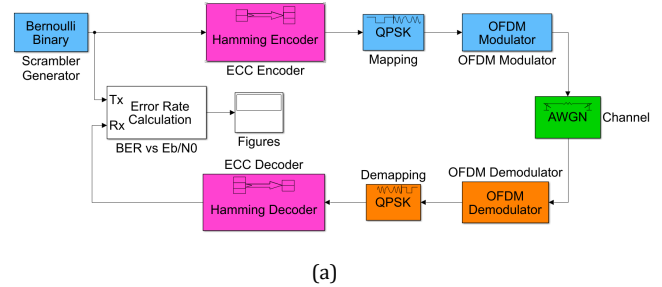 Bernoulli
Binary
Scrambler
Generator
Hamming Encoder
ECC Encoder
QPSK
Mapping
OFDM
Modulator
OFDM Modulator
AWGN
Channel
Tx
Rx
Error Rate
Calculation
BER vs Eb/N0
Figures
ECC Decoder
Hamming Decoder
Demapping
QPSK
OFDM Demodulator
OFDM
Demodulator
(a)